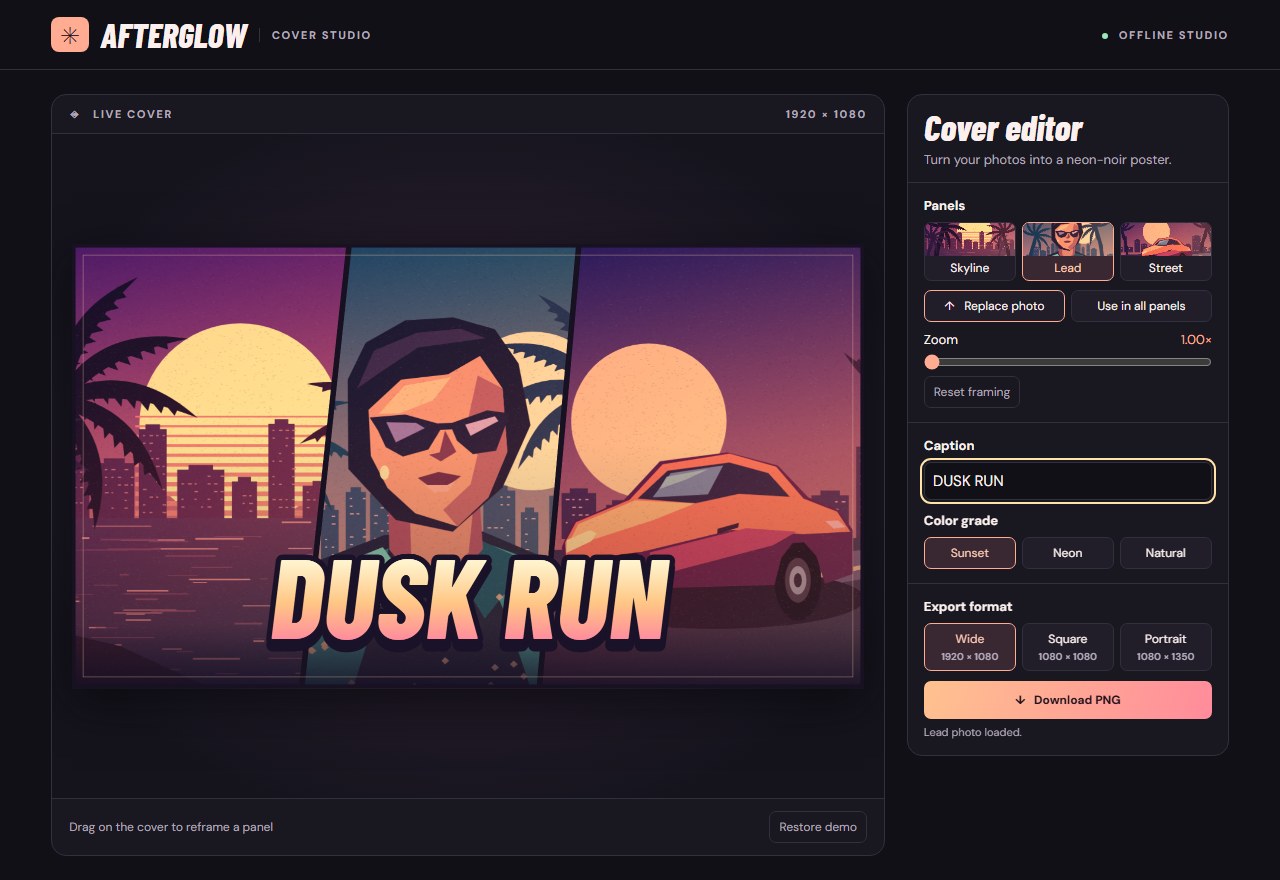 AFTERGLOW COVER STUDIO
OFFLINE STUDIO
LIVE COVER
1920 × 1080
DUSK RUN
Drag on the cover to reframe a panel
Restore demo
Cover editor
Turn your photos into a neon-noir poster.
Panels
Skyline Lead Street
↑ Replace photo Use in all panels
Zoom 1.00×
Reset framing
Caption
DUSK RUN
Color grade
Sunset Neon Natural
Export format
Wide Square Portrait
1920 × 1080 1080 × 1080 1080 × 1350
↓ Download PNG
Lead photo loaded.